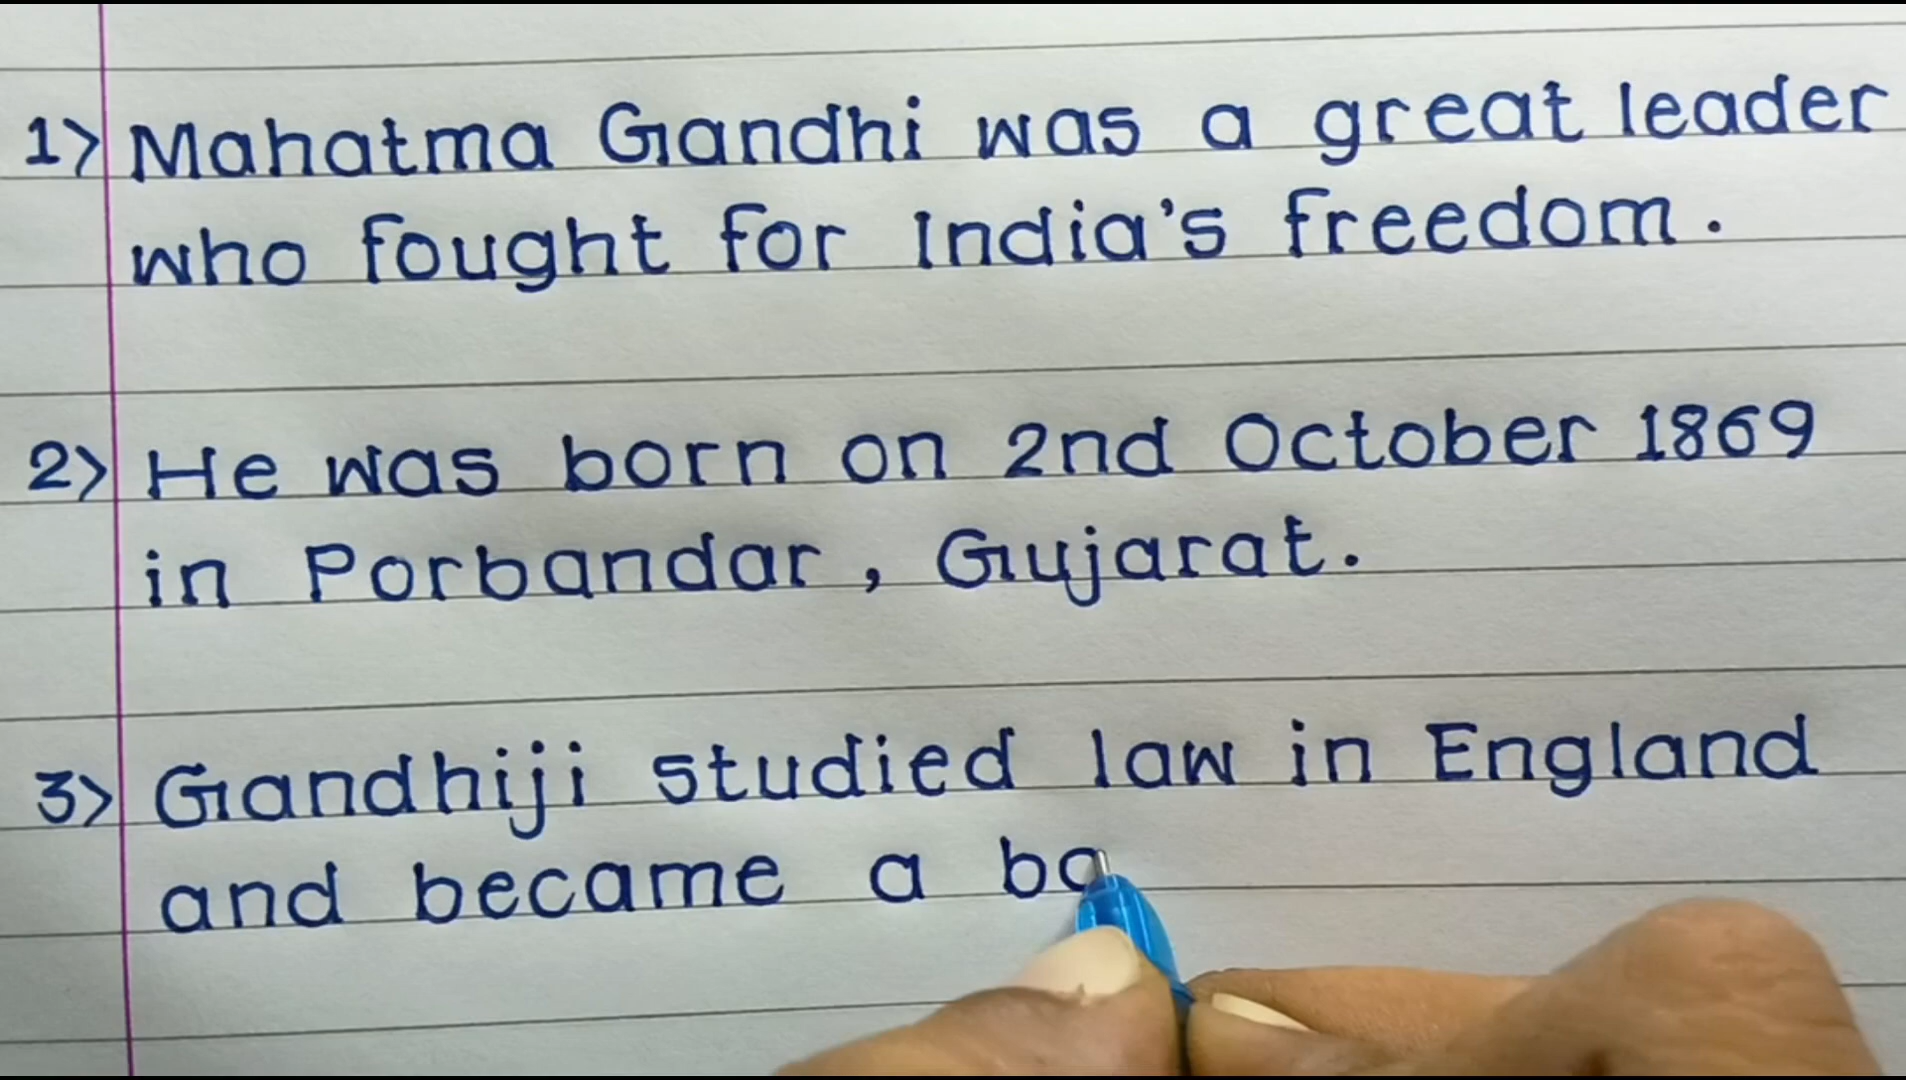 1) Mahatma Gandhi was a great leader
who fought for India's freedom.
2) He was born on 2nd October 1869
in Porbandar, Gujarat.
3) Gandhiji studied law in England
and became a ba